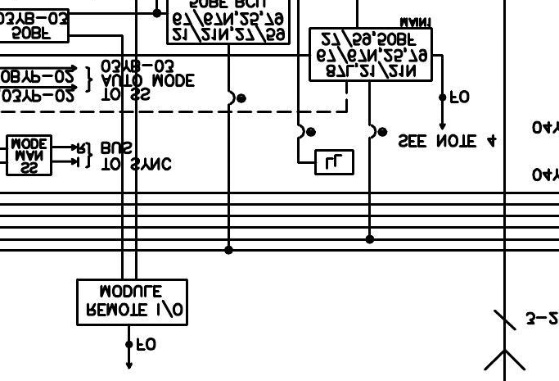 FO
REMOTE I/O
MODULE
3-2
SS
MAN
MODE
TO SYNC
BUS
LL
04Y
SEE NOTE 4
04Y
FO
03YP-02
0BYP-02
TO SS
AUTO MODE
03YB-03
87L,21/21N
67/67N,25,79
27/59,50BF
MAIN1
50BF
03YB-03
21/21N,27/59
67/67N,25,79
50BF BCU